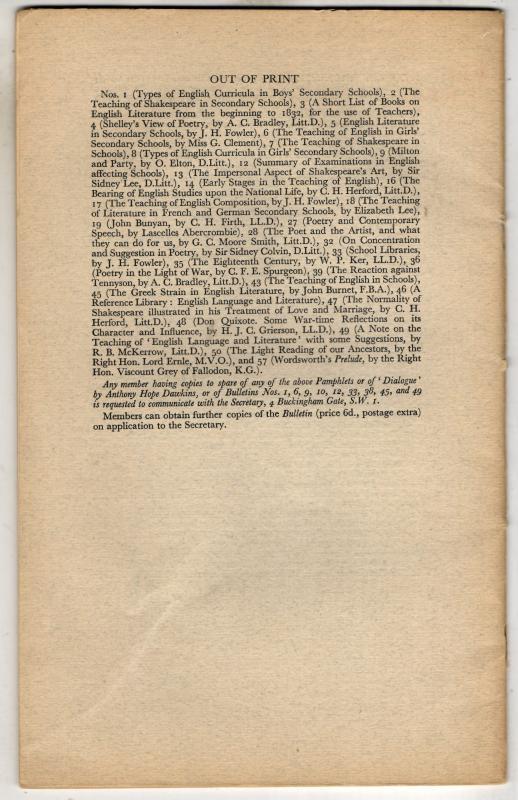 OUT OF PRINT
Nos. 1 (Types of English Curricula in Boys' Secondary Schools), 2 (The
Teaching of Shakespeare in Secondary Schools), 3 (A Short List of Books on
English Literature from the beginning to 1832, for the use of Teachers),
4 (Shelley's View of Poetry, by A. C. Bradley, Litt.D.), 5 (English Literature
in Secondary Schools, by J. H. Fowler), 6 (The Teaching of English in Girls'
Secondary Schools, by Miss G. Clement), 7 (The Teaching of Shakespeare in
Schools), 8 (Types of English Curricula in Girls' Secondary Schools), 9 (Milton
and Party, by O. Elton, D.Litt.), 12 (Summary of Examinations in English
affecting Schools), 13 (The Impersonal Aspect of Shakespeare's Art, by Sir
Sidney Lee, D.Litt.), 14 (Early Stages in the Teaching of English), 16 (The
Bearing of English Studies upon the National Life, by C. H. Herford, Litt.D.),
17 (The Teaching of English Composition, by J. H. Fowler), 18 (The Teaching
of Literature in French and German Secondary Schools, by Elizabeth Lee),
19 (John Bunyan, by C. H. Firth, LL.D.), 27 (Poetry and Contemporary
Speech, by Lascelles Abercrombie), 28 (The Poet and the Artist, and what
they can do for us, by G. C. Moore Smith, Litt.D.), 32 (On Concentration
and Suggestion in Poetry, by Sir Sidney Colvin, D.Litt.), 33 (School Libraries,
by J. H. Fowler), 35 (The Eighteenth Century, by W. P. Ker, LL.D.), 36
(Poetry in the Light of War, by C. F. E. Spurgeon), 39 (The Reaction against
Tennyson, by A. C. Bradley, Litt.D.), 43 (The Teaching of English in Schools),
45 (The Greek Strain in English Literature, by John Burnet, F.B.A.), 46 (A
Reference Library : English Language and Literature), 47 (The Normality of
Shakespeare illustrated in his Treatment of Love and Marriage, by C. H.
Herford, Litt.D.), 48 (Don Quixote. Some War-time Reflections on its
Character and Influence, by H. J. C. Grierson, LL.D.), 49 (A Note on the
Teaching of ' English Language and Literature ' with some Suggestions, by
R. B. McKerrow, Litt.D.), 50 (The Light Reading of our Ancestors, by the
Right Hon. Lord Ernle, M.V.O.), and 57 (Wordsworth's Prelude, by the Right
Hon. Viscount Grey of Fallodon, K.G.).
Any member having copies to spare of any of the above Pamphlets or of ' Dialogue '
by Anthony Hope Dawkins, or of Bulletins Nos. 1, 6, 9, 10, 12, 33, 38, 45, and 49
is requested to communicate with the Secretary, 4 Buckingham Gate, S.W. 1.
Members can obtain further copies of the Bulletin (price 6d., postage extra)
on application to the Secretary.